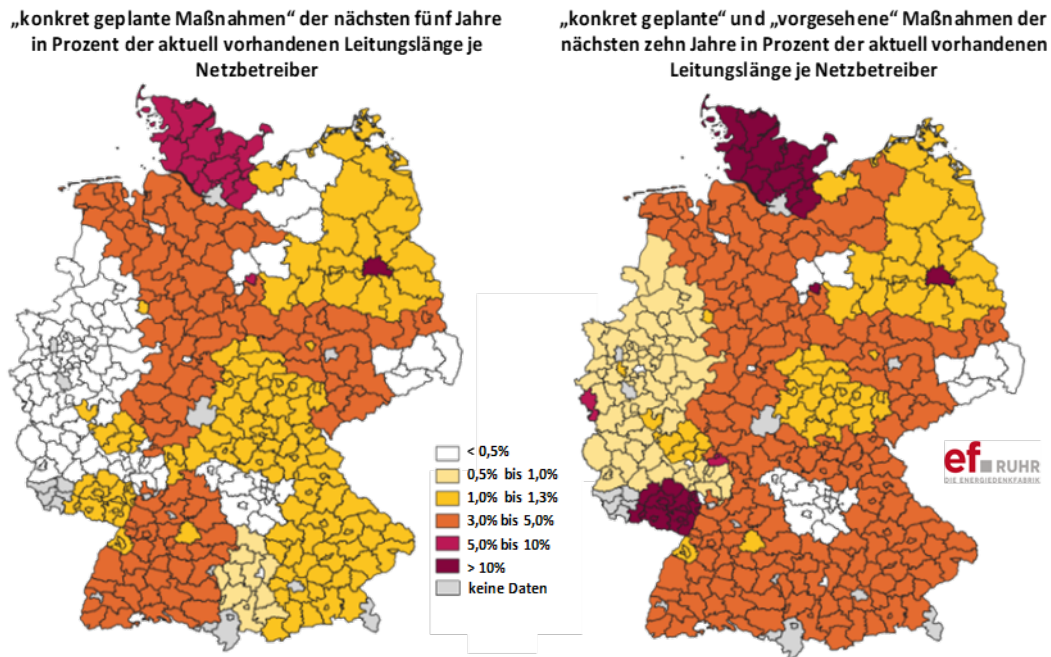 „konkret geplante Maßnahmen“ der nächsten fünf Jahre
in Prozent der aktuell vorhandenen Leitungslänge je
Netzbetreiber
„konkret geplante“ und „vorgesehene“ Maßnahmen der
nächsten zehn Jahre in Prozent der aktuell vorhandenen
Leitungslänge je Netzbetreiber
< 0,5%
0,5% bis 1,0%
1,0% bis 1,3%
3,0% bis 5,0%
5,0% bis 10%
> 10%
keine Daten
ef RUHR
DIE ENERGIEDENKFABRIK